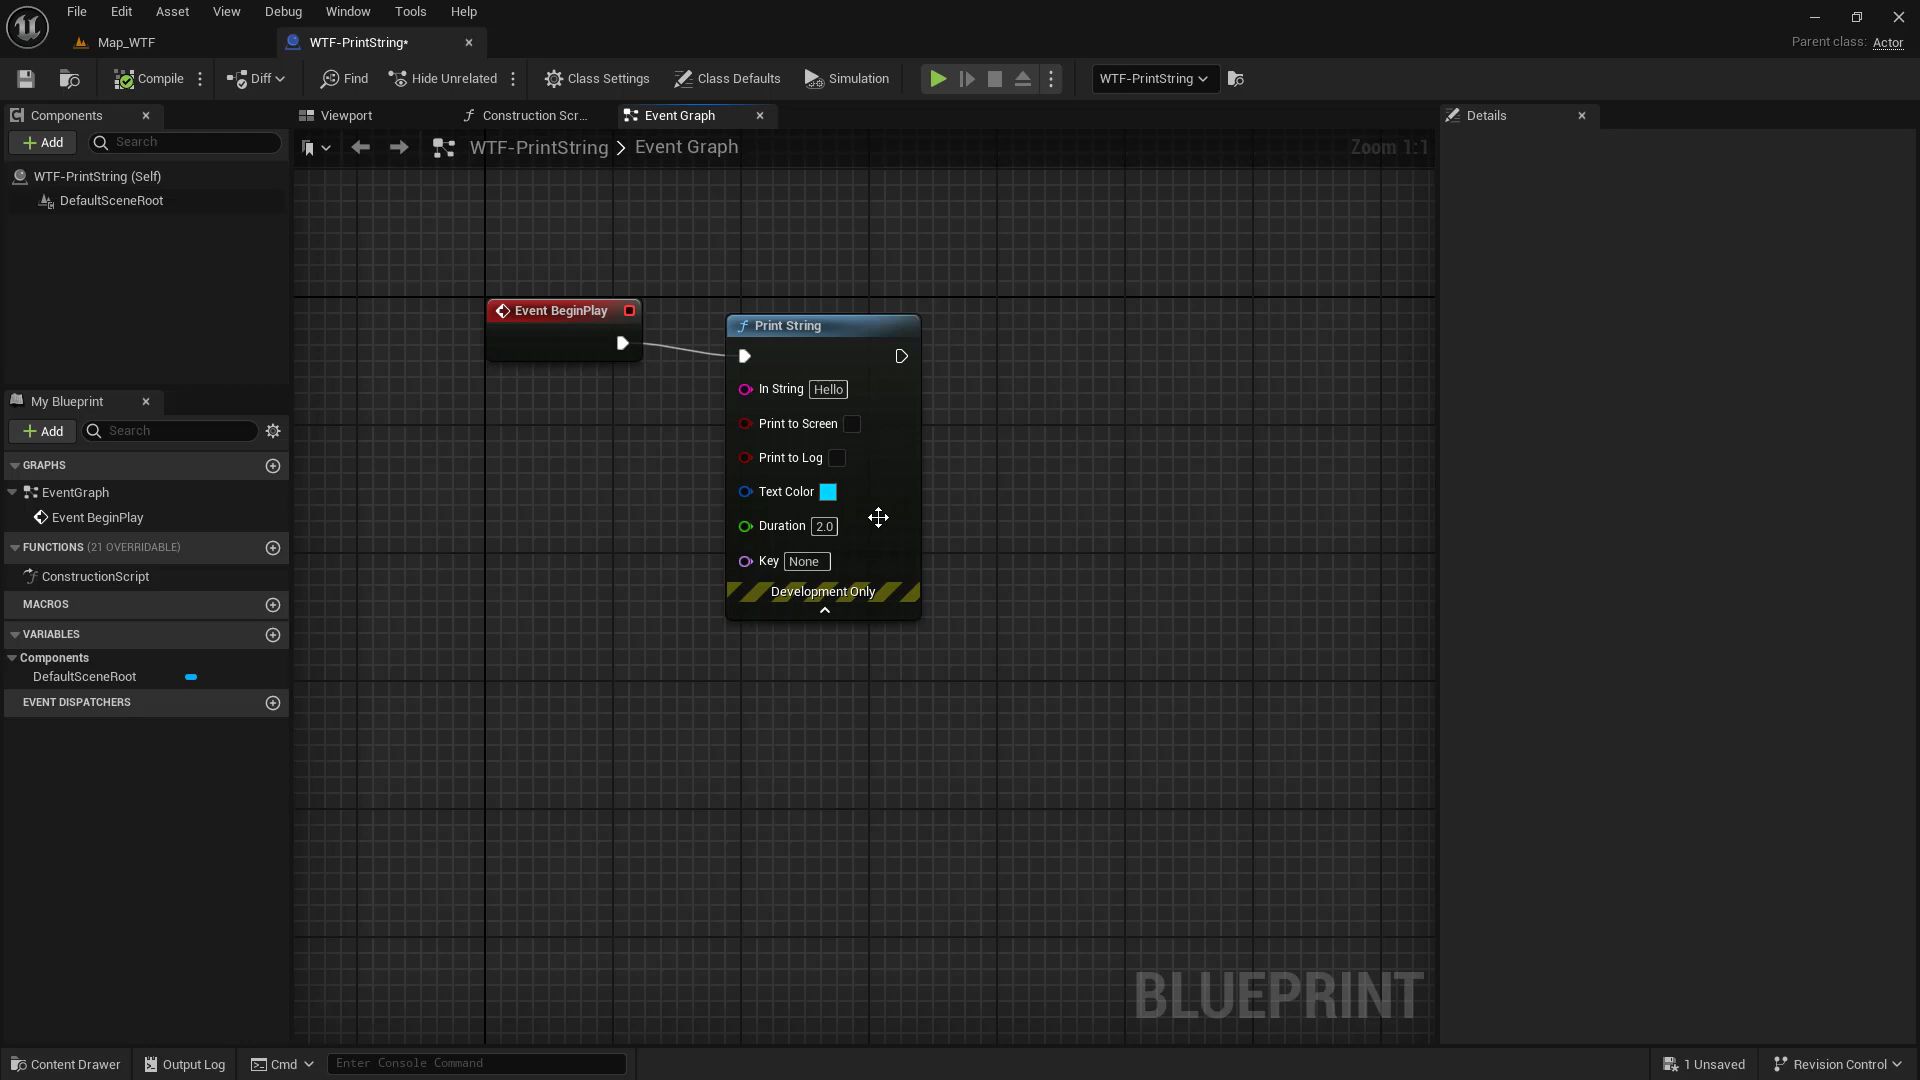 File Edit Asset View Debug Window Tools Help
Map_WTF WTF-PrintString* Parent class: Actor
Compile Diff Find Hide Unrelated Class Settings Class Defaults Simulation WTF-PrintString
Components Viewport Construction Scr... Event Graph Details
Add Search
WTF-PrintString > Event Graph Zoom 1:1
WTF-PrintString (Self)
DefaultSceneRoot
Event BeginPlay
Print String
In String Hello
Print to Screen
Print to Log
Text Color
Duration 2.0
Key None
Development Only
My Blueprint
Add Search
GRAPHS
EventGraph
Event BeginPlay
FUNCTIONS (21 OVERRIDABLE)
ConstructionScript
MACROS
VARIABLES
Components
DefaultSceneRoot
EVENT DISPATCHERS
BLUEPRINT
Content Drawer Output Log Cmd Enter Console Command 1 Unsaved Revision Control